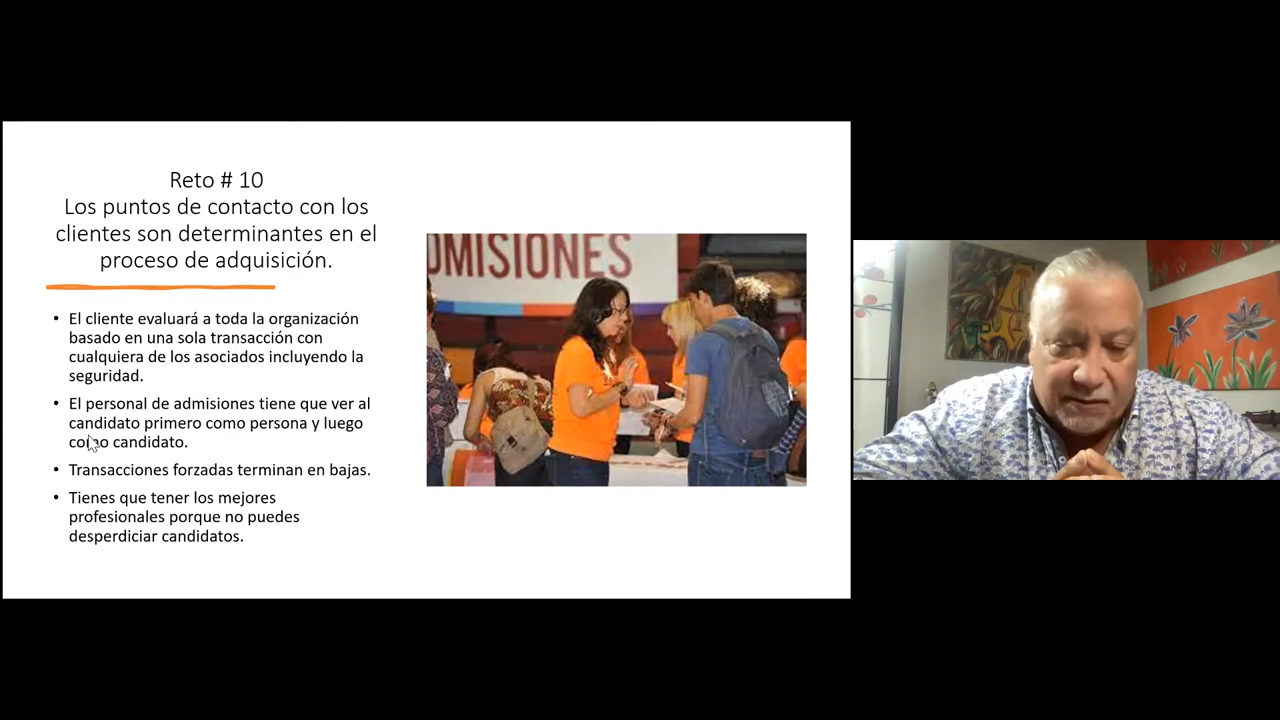 Reto # 10
Los puntos de contacto con los
clientes son determinantes en el
proceso de adquisición.
• El cliente evaluará a toda la organización
basado en una sola transacción con
cualquiera de los asociados incluyendo la
seguridad.
• El personal de admisiones tiene que ver al
candidato primero como persona y luego
como candidato.
• Transacciones forzadas terminan en bajas.
• Tienes que tener los mejores
profesionales porque no puedes
desperdiciar candidatos.
OMISIONES